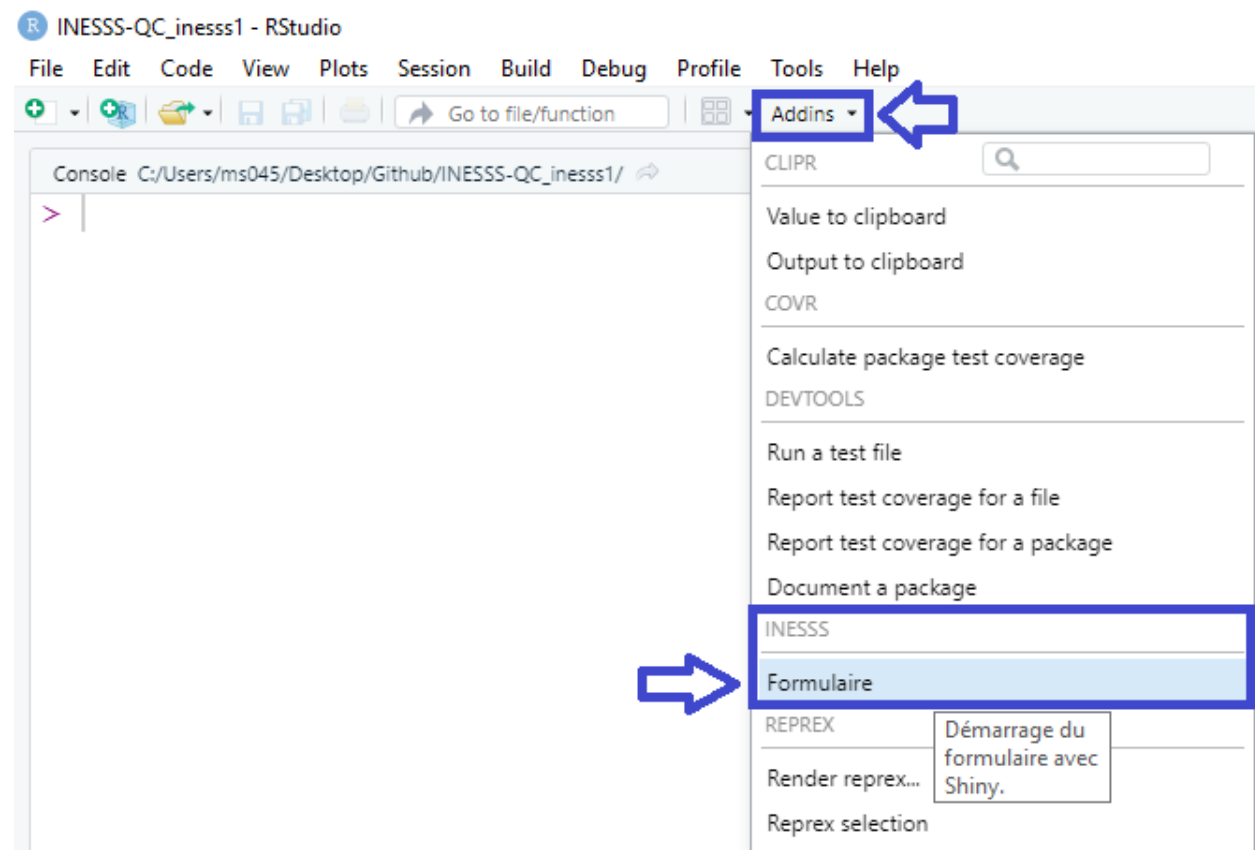 R INESSS-QC_inesss1 - RStudio
File Edit Code View Plots Session Build Debug Profile Tools Help
Go to file/function Addins
Console C:/Users/ms045/Desktop/Github/INESSS-QC_inesss1/
>
CLIPR
Value to clipboard
Output to clipboard
COVR
Calculate package test coverage
DEVTOOLS
Run a test file
Report test coverage for a file
Report test coverage for a package
Document a package
INESSS
Formulaire
REPREX
Démarrage du
formulaire avec
Shiny.
Render reprex...
Reprex selection